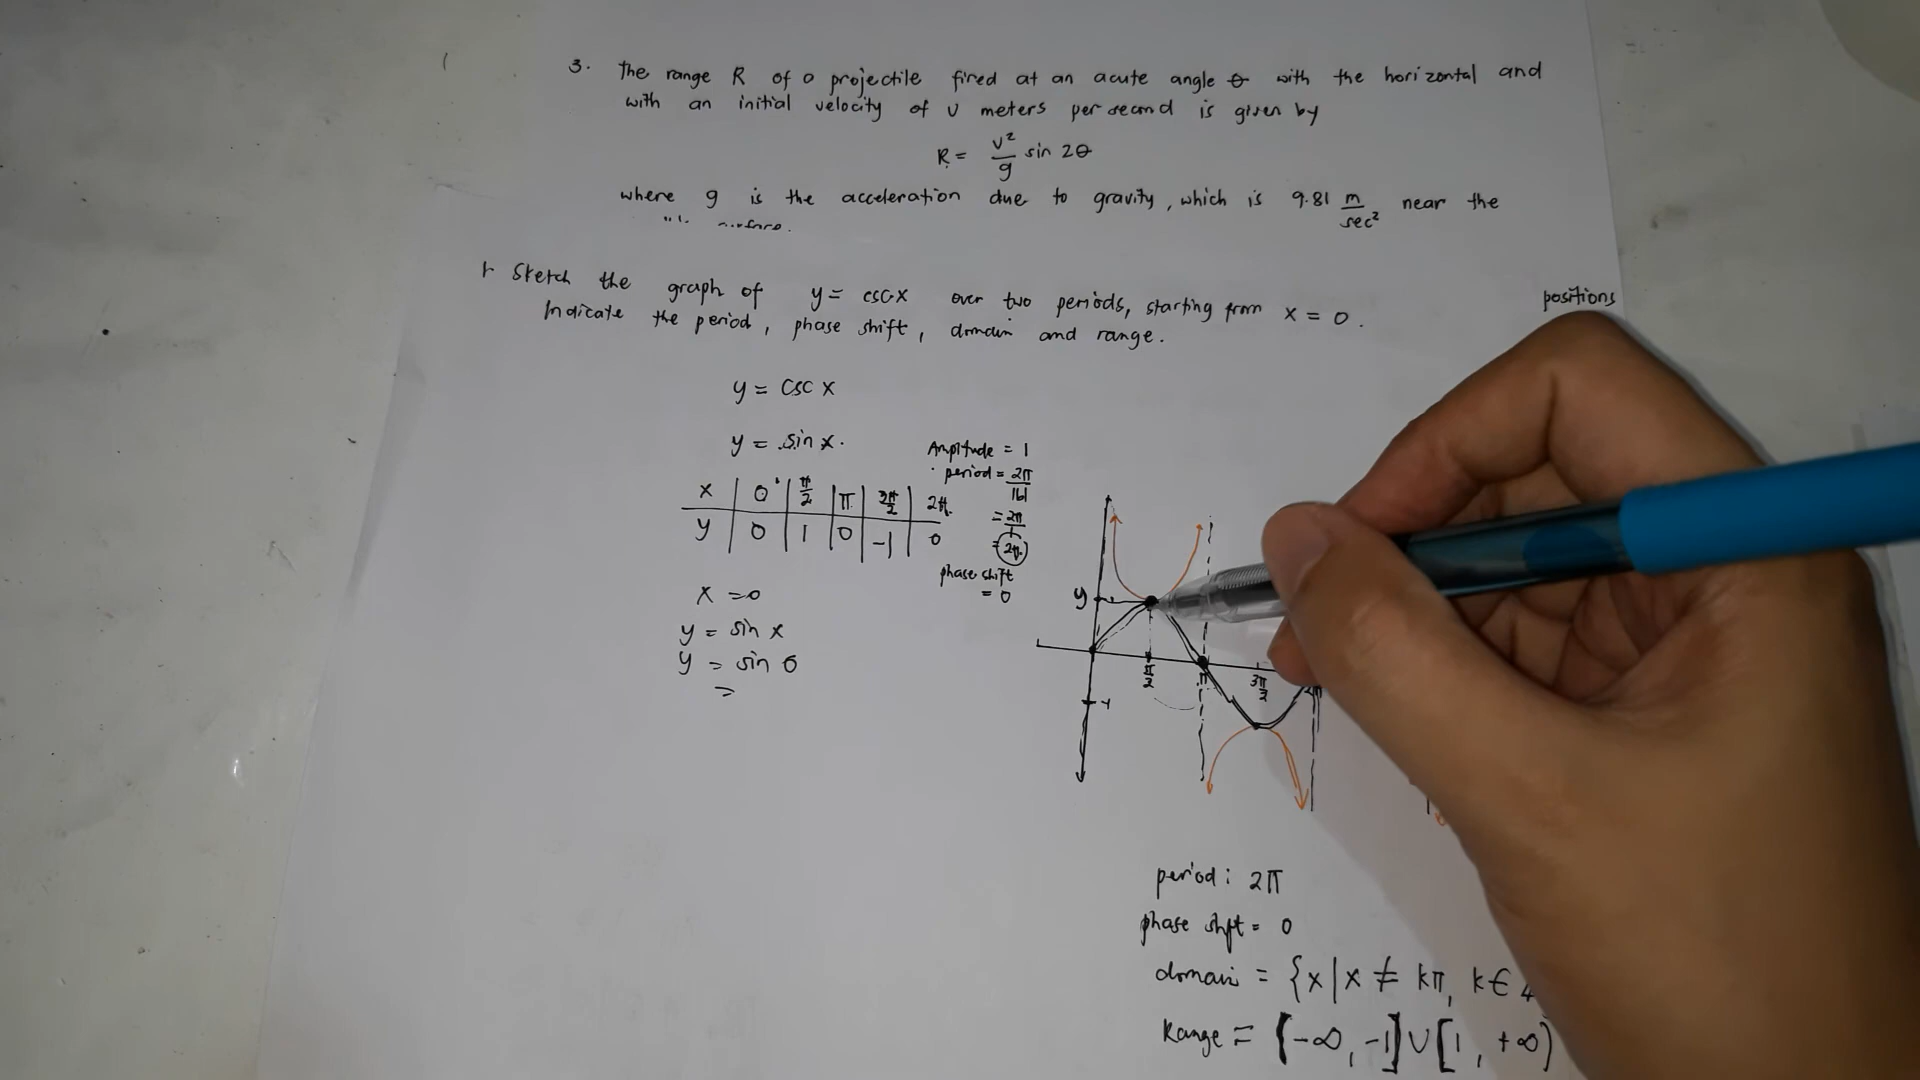 3. The range R of a projectile fired at an acute angle θ with the horizontal and
with an initial velocity of v meters per second is given by
R = v²/g sin 2θ
where g is the acceleration due to gravity, which is 9.81 m/sec² near the
surface.
positions
Sketch the graph of y = csc x over two periods, starting from x = 0.
Indicate the period, phase shift, domain and range.
y = csc x
y = sin x.
x | 0 | π/2 | π | 3π/2 | 2π
y | 0 | 1 | 0 | -1 | 0
x = 0
y = sin x
y = sin 0
=
Amplitude = 1
period = 2π/|b|
= 2π/1
= 2π
phase shift
= 0
y
π/2
π
3π/2
period: 2π
phase shift = 0
domain = {x | x ≠ kπ, k ∈
Range = (-∞, -1] ∪ [1, +∞)